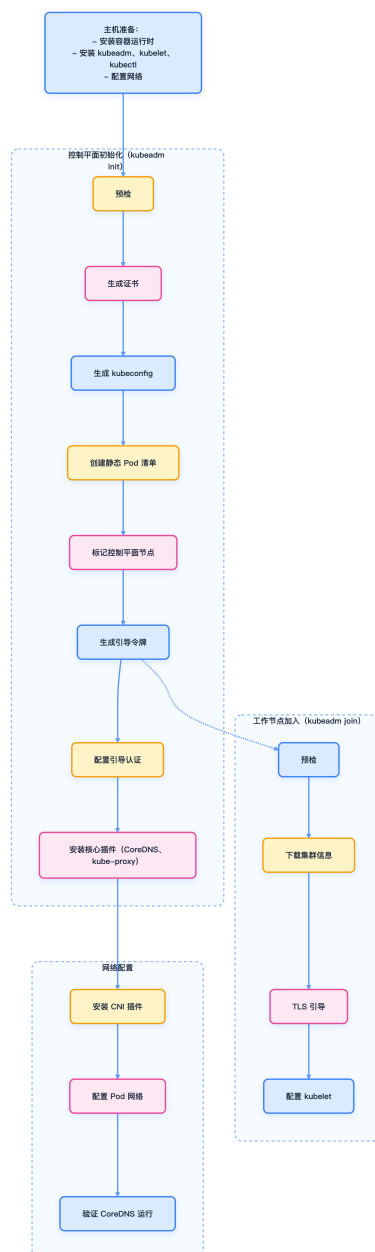 主机准备：
- 安装容器运行时
- 安装 kubeadm、kubelet、
kubectl
- 配置网络
控制平面初始化（kubeadm
init）
预检
生成证书
生成 kubeconfig
创建静态 Pod 清单
标记控制平面节点
生成引导令牌
工作节点加入（kubeadm join）
配置引导认证
预检
安装核心插件（CoreDNS、
kube-proxy）
下载集群信息
网络配置
安装 CNI 插件
TLS 引导
配置 Pod 网络
配置 kubelet
验证 CoreDNS 运行